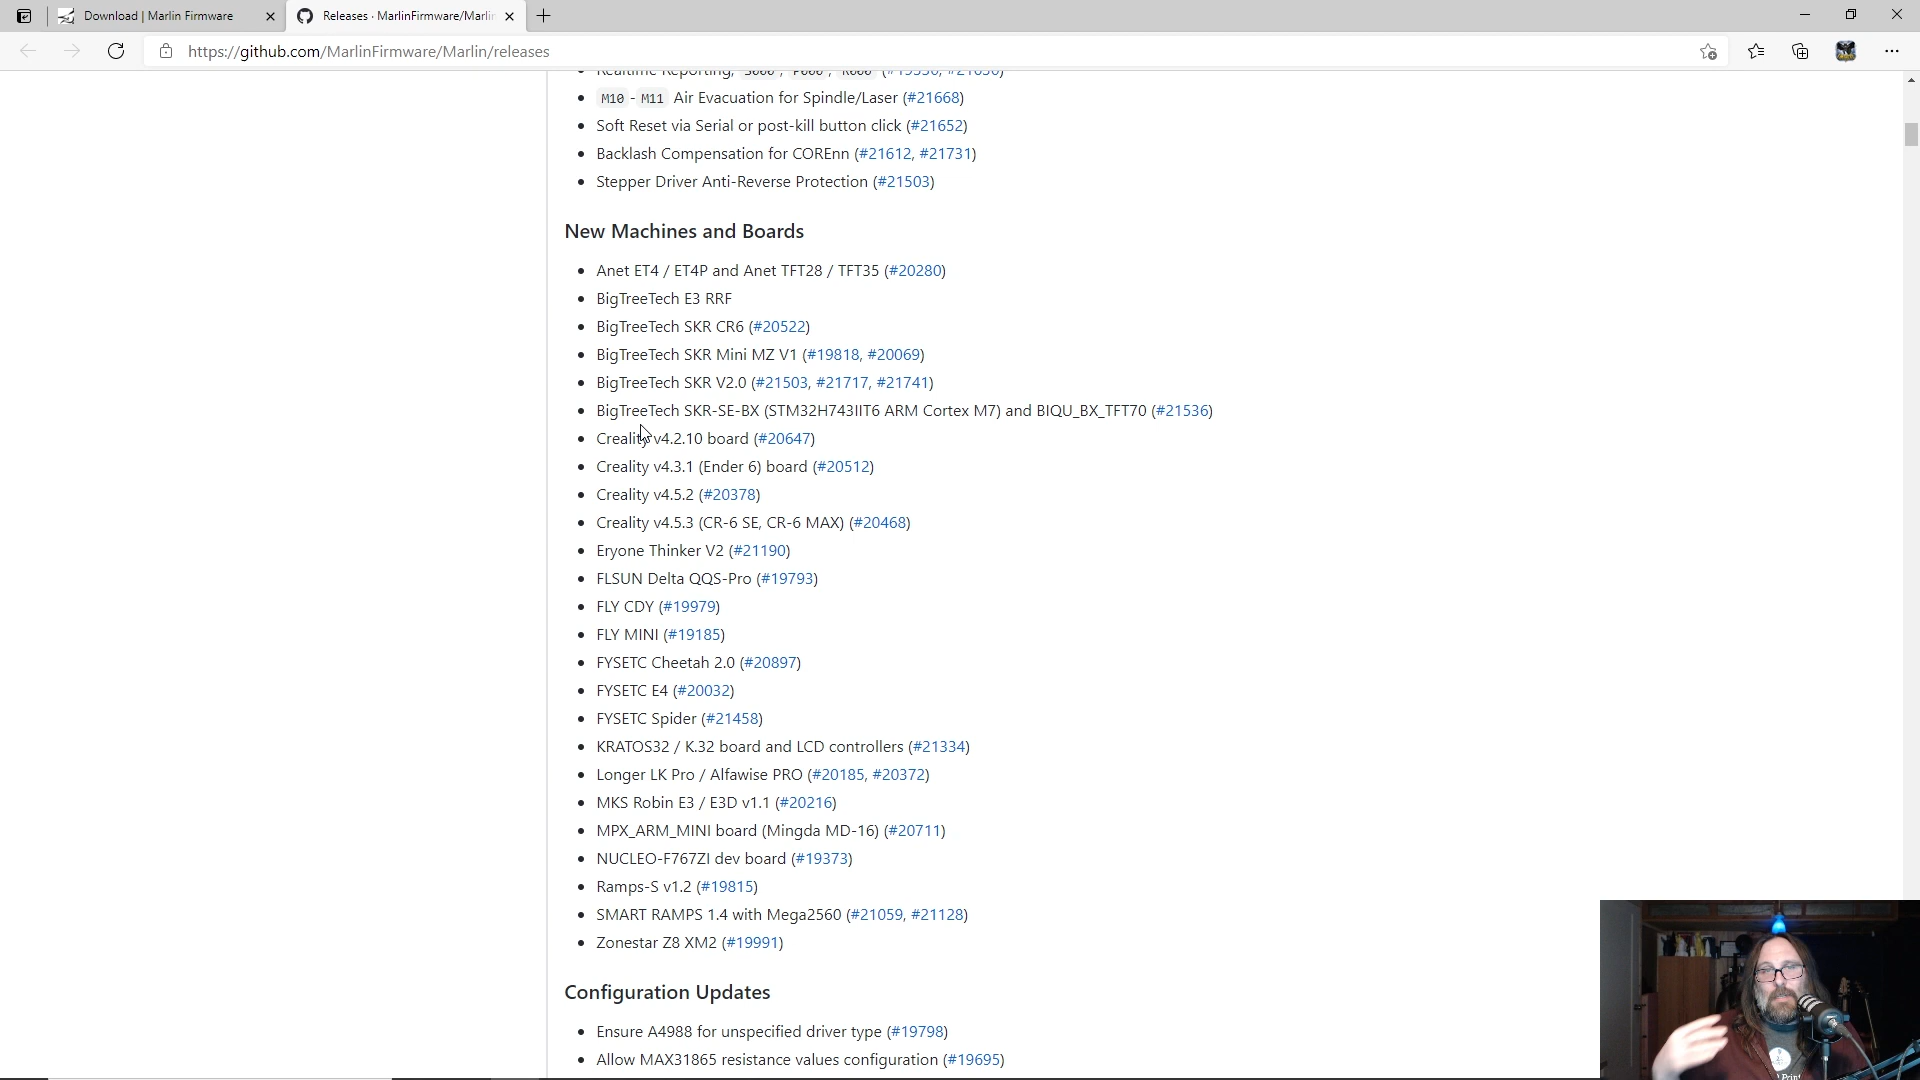 Download | Marlin Firmware
Releases · MarlinFirmware/Marlin
https://github.com/MarlinFirmware/Marlin/releases
Realtime Reporting, S000, P000, R000 (#19330, #21030)
M10 - M11 Air Evacuation for Spindle/Laser (#21668)
Soft Reset via Serial or post-kill button click (#21652)
Backlash Compensation for COREnn (#21612, #21731)
Stepper Driver Anti-Reverse Protection (#21503)
New Machines and Boards
Anet ET4 / ET4P and Anet TFT28 / TFT35 (#20280)
BigTreeTech E3 RRF
BigTreeTech SKR CR6 (#20522)
BigTreeTech SKR Mini MZ V1 (#19818, #20069)
BigTreeTech SKR V2.0 (#21503, #21717, #21741)
BigTreeTech SKR-SE-BX (STM32H743IIT6 ARM Cortex M7) and BIQU_BX_TFT70 (#21536)
Creality v4.2.10 board (#20647)
Creality v4.3.1 (Ender 6) board (#20512)
Creality v4.5.2 (#20378)
Creality v4.5.3 (CR-6 SE, CR-6 MAX) (#20468)
Eryone Thinker V2 (#21190)
FLSUN Delta QQS-Pro (#19793)
FLY CDY (#19979)
FLY MINI (#19185)
FYSETC Cheetah 2.0 (#20897)
FYSETC E4 (#20032)
FYSETC Spider (#21458)
KRATOS32 / K.32 board and LCD controllers (#21334)
Longer LK Pro / Alfawise PRO (#20185, #20372)
MKS Robin E3 / E3D v1.1 (#20216)
MPX_ARM_MINI board (Mingda MD-16) (#20711)
NUCLEO-F767ZI dev board (#19373)
Ramps-S v1.2 (#19815)
SMART RAMPS 1.4 with Mega2560 (#21059, #21128)
Zonestar Z8 XM2 (#19991)
Configuration Updates
Ensure A4988 for unspecified driver type (#19798)
Allow MAX31865 resistance values configuration (#19695)